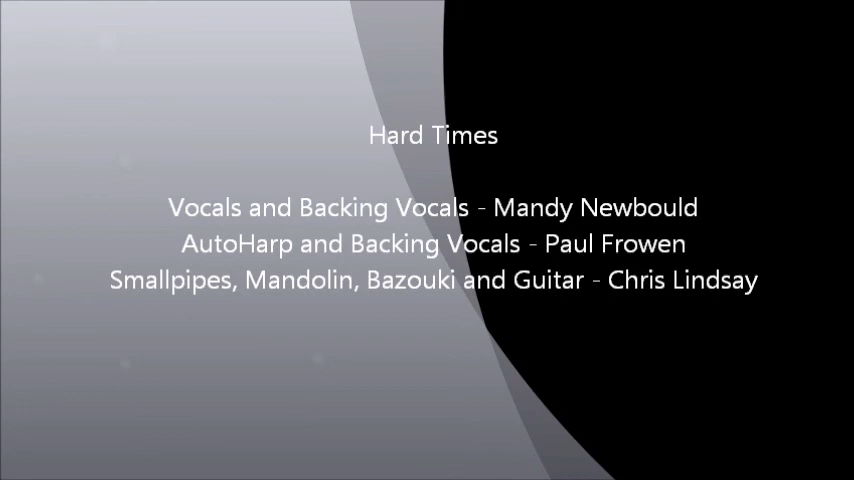 Hard Times
Vocals and Backing Vocals - Mandy Newbould
AutoHarp and Backing Vocals - Paul Frowen
Smallpipes, Mandolin, Bazouki and Guitar - Chris Lindsay